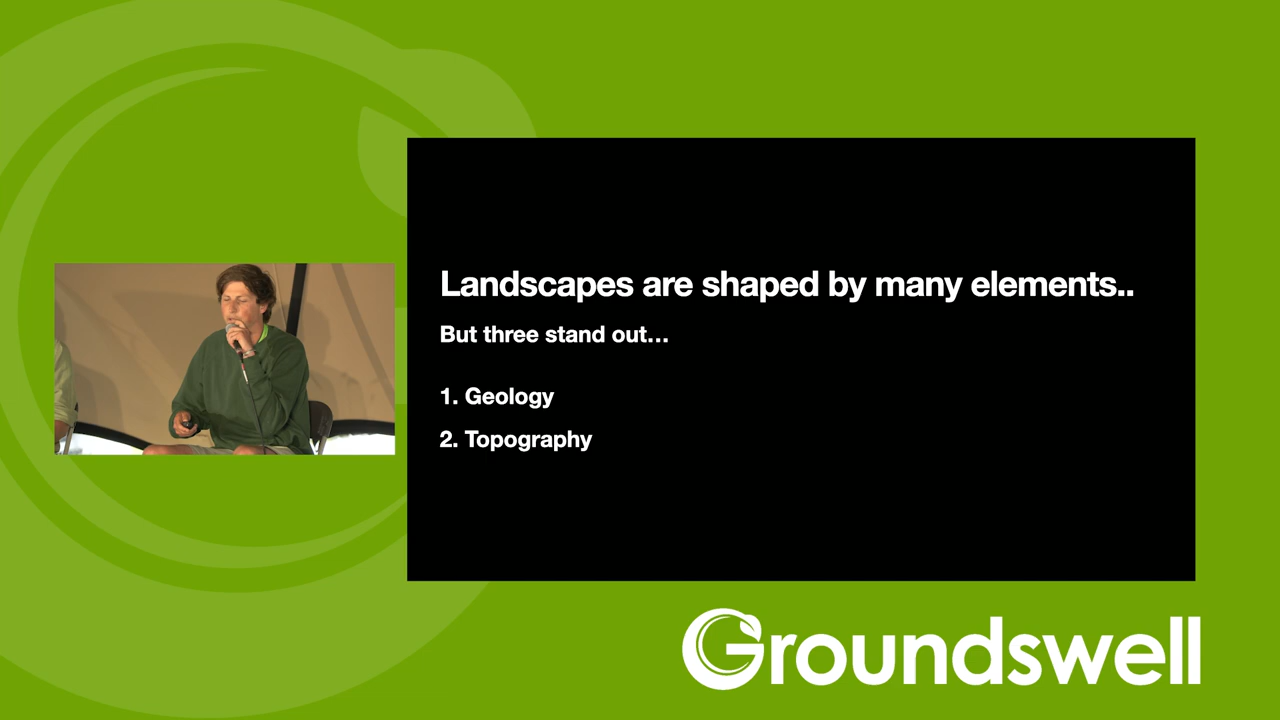 Landscapes are shaped by many elements..
But three stand out...
1. Geology
2. Topography
Groundswell